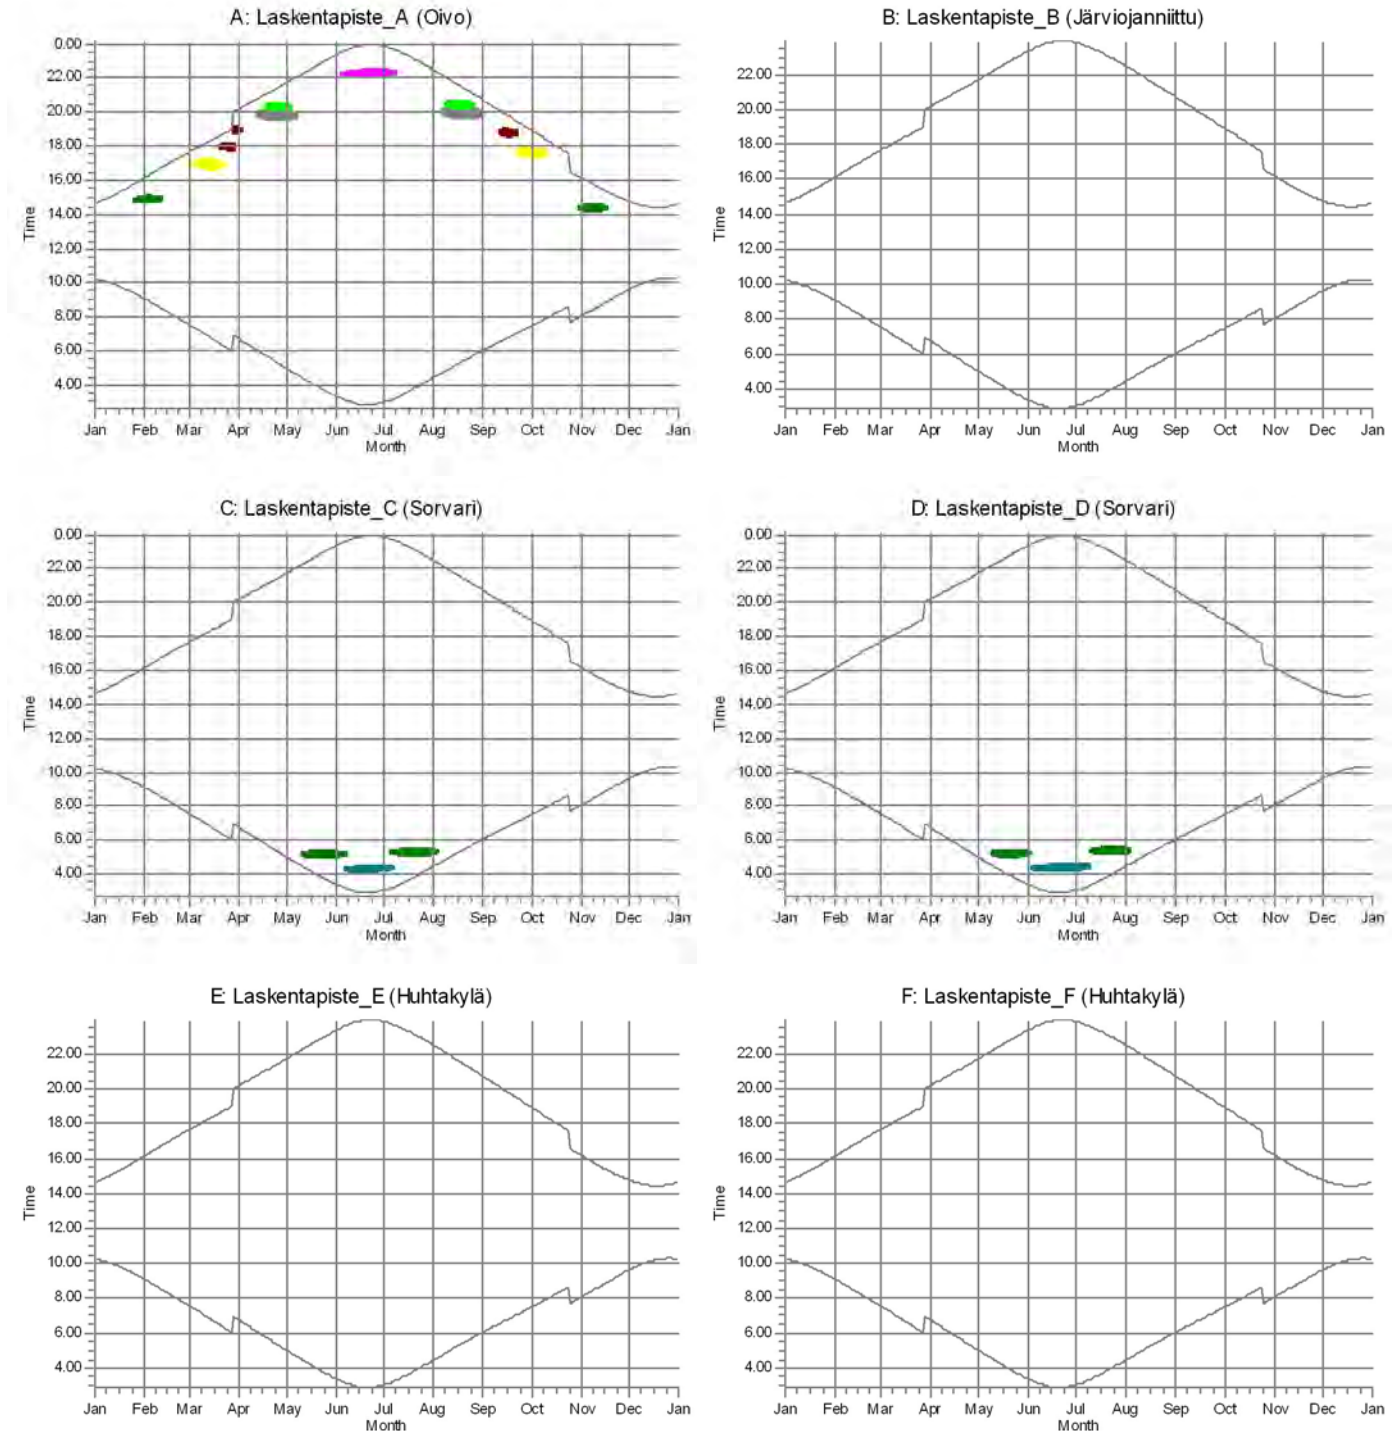 A: Laskentapiste_A (Oivo)
0.00
22.00
20.00
18.00
16.00
14.00
12.00
10.00
8.00
6.00
4.00
Time
Jan Feb Mar Apr May Jun Jul Aug Sep Oct Nov Dec Jan
Month
B: Laskentapiste_B (Järviojanniittu)
22.00
20.00
18.00
16.00
14.00
12.00
10.00
8.00
6.00
4.00
Time
Jan Feb Mar Apr May Jun Jul Aug Sep Oct Nov Dec Jan
Month
C: Laskentapiste_C (Sorvari)
0.00
22.00
20.00
18.00
16.00
14.00
12.00
10.00
8.00
6.00
4.00
Time
Jan Feb Mar Apr May Jun Jul Aug Sep Oct Nov Dec Jan
Month
D: Laskentapiste_D (Sorvari)
0.00
22.00
20.00
18.00
16.00
14.00
12.00
10.00
8.00
6.00
4.00
Time
Jan Feb Mar Apr May Jun Jul Aug Sep Oct Nov Dec Jan
Month
E: Laskentapiste_E (Huhtakylä)
22.00
20.00
18.00
16.00
14.00
12.00
10.00
8.00
6.00
4.00
Time
Jan Feb Mar Apr May Jun Jul Aug Sep Oct Nov Dec Jan
Month
F: Laskentapiste_F (Huhtakylä)
22.00
20.00
18.00
16.00
14.00
12.00
10.00
8.00
6.00
4.00
Time
Jan Feb Mar Apr May Jun Jul Aug Sep Oct Nov Dec Jan
Month